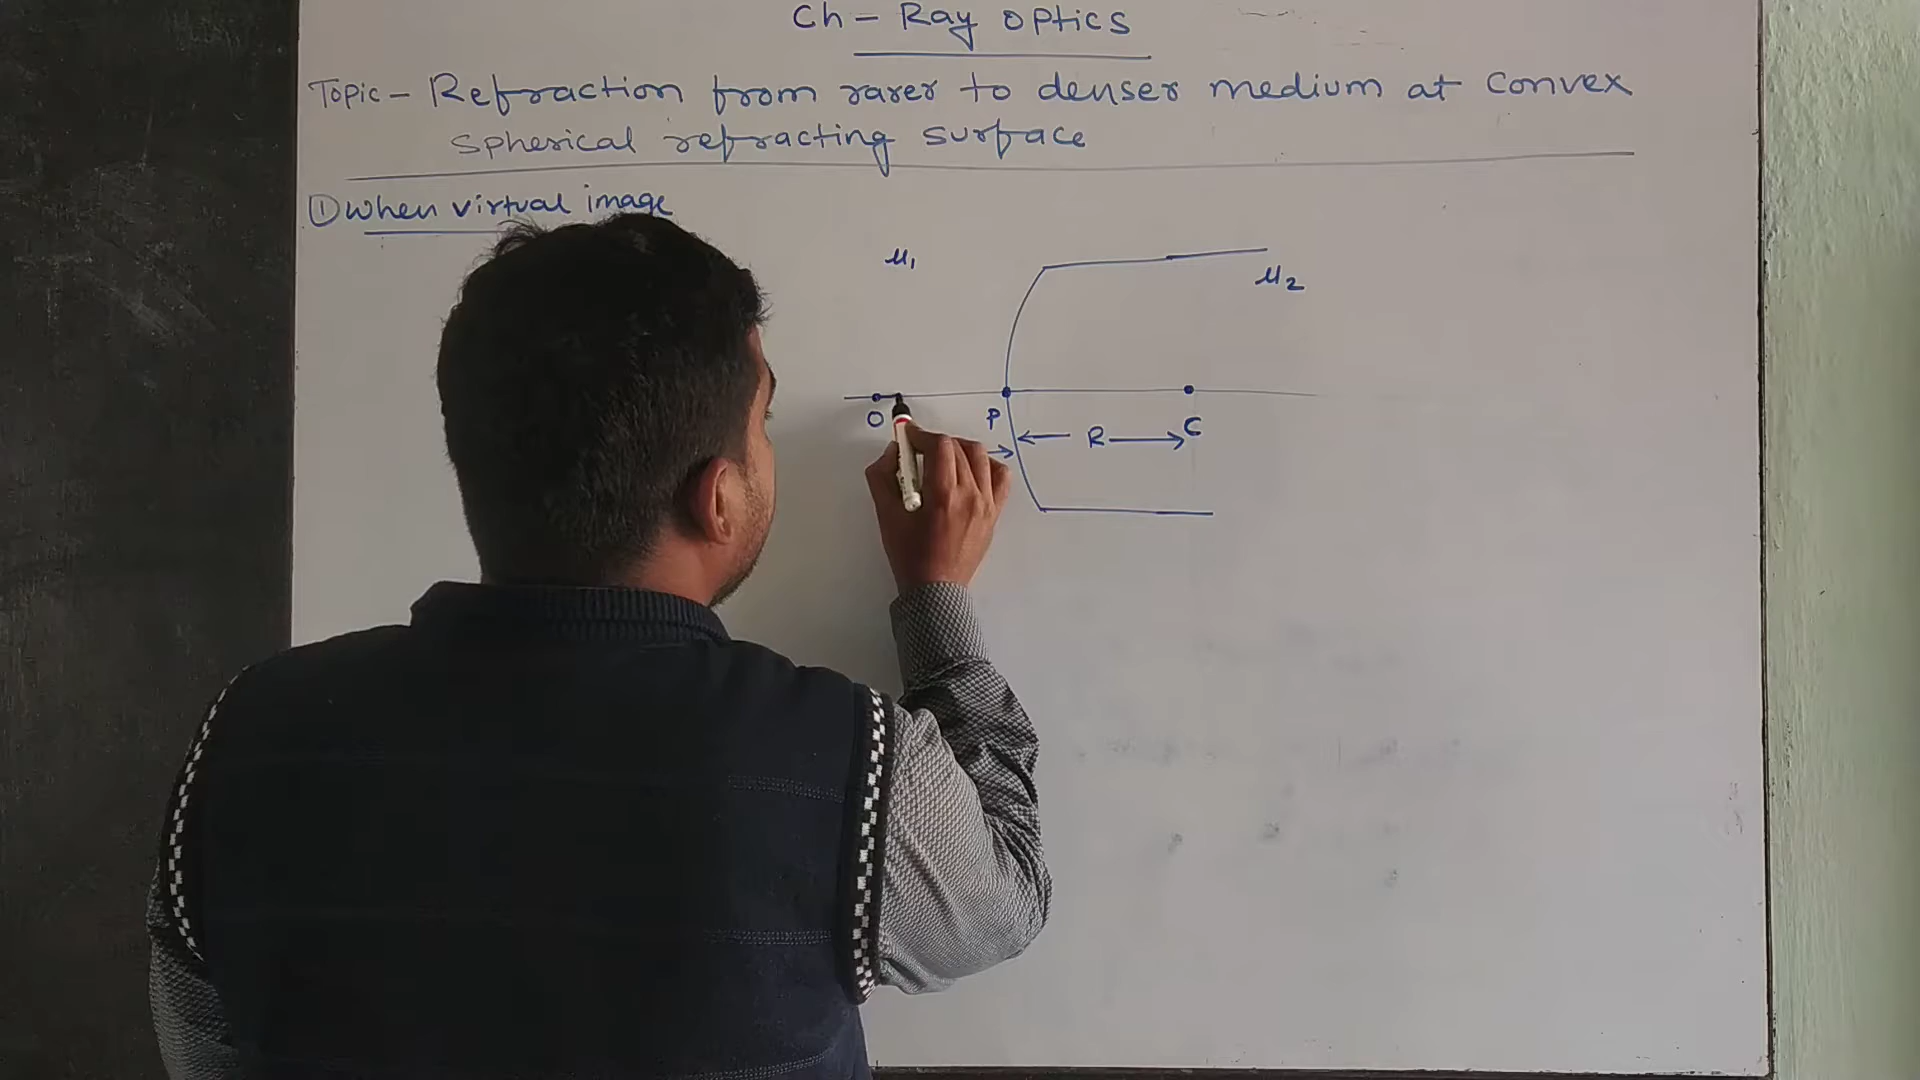 Ch - Ray optics
Topic - Refraction from rarer to denser medium at convex
spherical refracting surface
① When virtual image
μ₁
μ₂
O
P
R
C